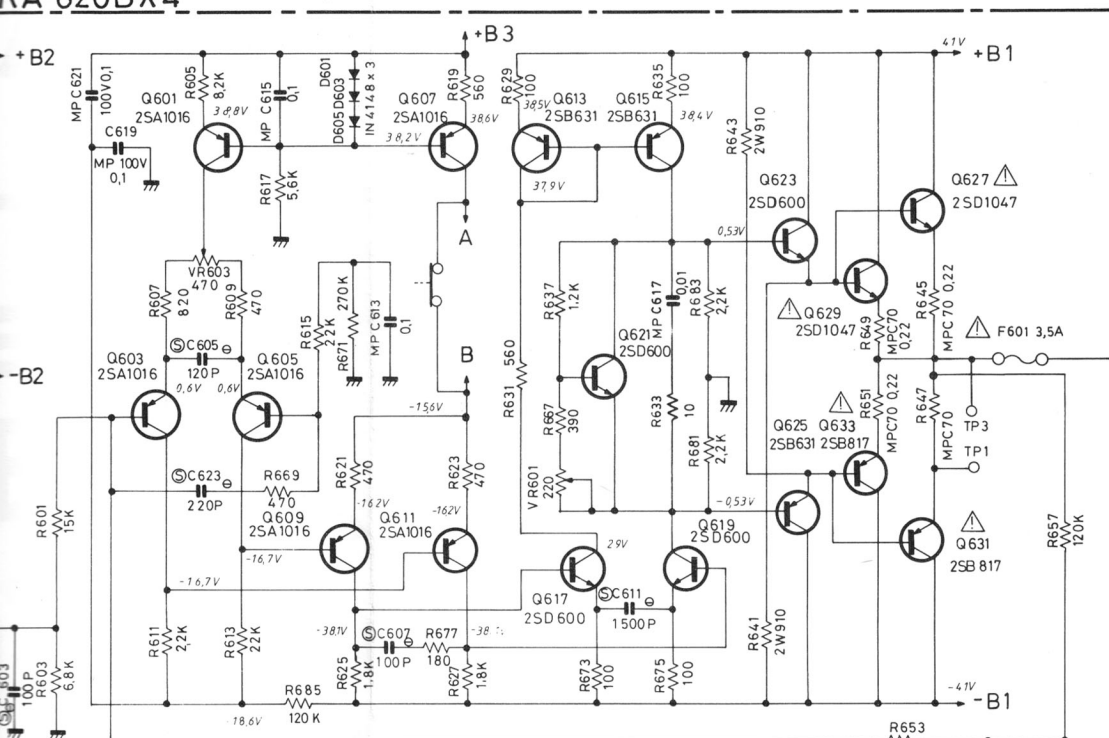 RA 620BX4
+B2
MP C621
100V 0,1
C619
MP 100V
0,1
R605
8,2K
Q601
2SA1016
38,8V
MP C615
0,1
R617
5,6K
D601
D605 D603
IN4148 x 3
38,2V
Q607
2SA1016
+B3
R619
560
38,6V
A
R629
100
38,5V
Q613
2SB631
37,9V
Q615
2SB631
R635
100
38,4V
R643
2W910
41V
+B1
Q623
2SD600
0,53V
Q627
2SD1047
Q629
2SD1047
R649
MPC70
0,22
R645
MPC70 0,22
F601 3,5A
VR603
470
R607
820
R609
470
R615
22K
R671
270K
MP C613
0,1
C605
120P
Q603
2SA1016
0,6V
0,6V
Q605
2SA1016
-B2
B
-15,6V
R631
560
R637
1,2K
Q621
2SD600
MP C617
0,01
R683
2,2K
R633
10
R667
390
VR601
220
R681
2,2K
-0,53V
Q625
2SB631
Q633
2SB817
R651
MPC70 0,22
R647
MPC70
TP3
TP1
Q631
2SB817
R657
120K
R601
15K
C623
220P
R669
470
R621
470
R623
470
-162V
-162V
Q609
2SA1016
Q611
2SA1016
-16,7V
-16,7V
29V
Q617
2SD600
Q619
2SD600
C611
1500P
R641
2W910
R611
2,2K
R613
22K
-38,1V
C607
100P
R677
180
R625
1,8K
R627
1,8K
R673
100
R675
100
603
100P
R603
6,8K
R685
120K
-18,6V
-41V
-B1
R653